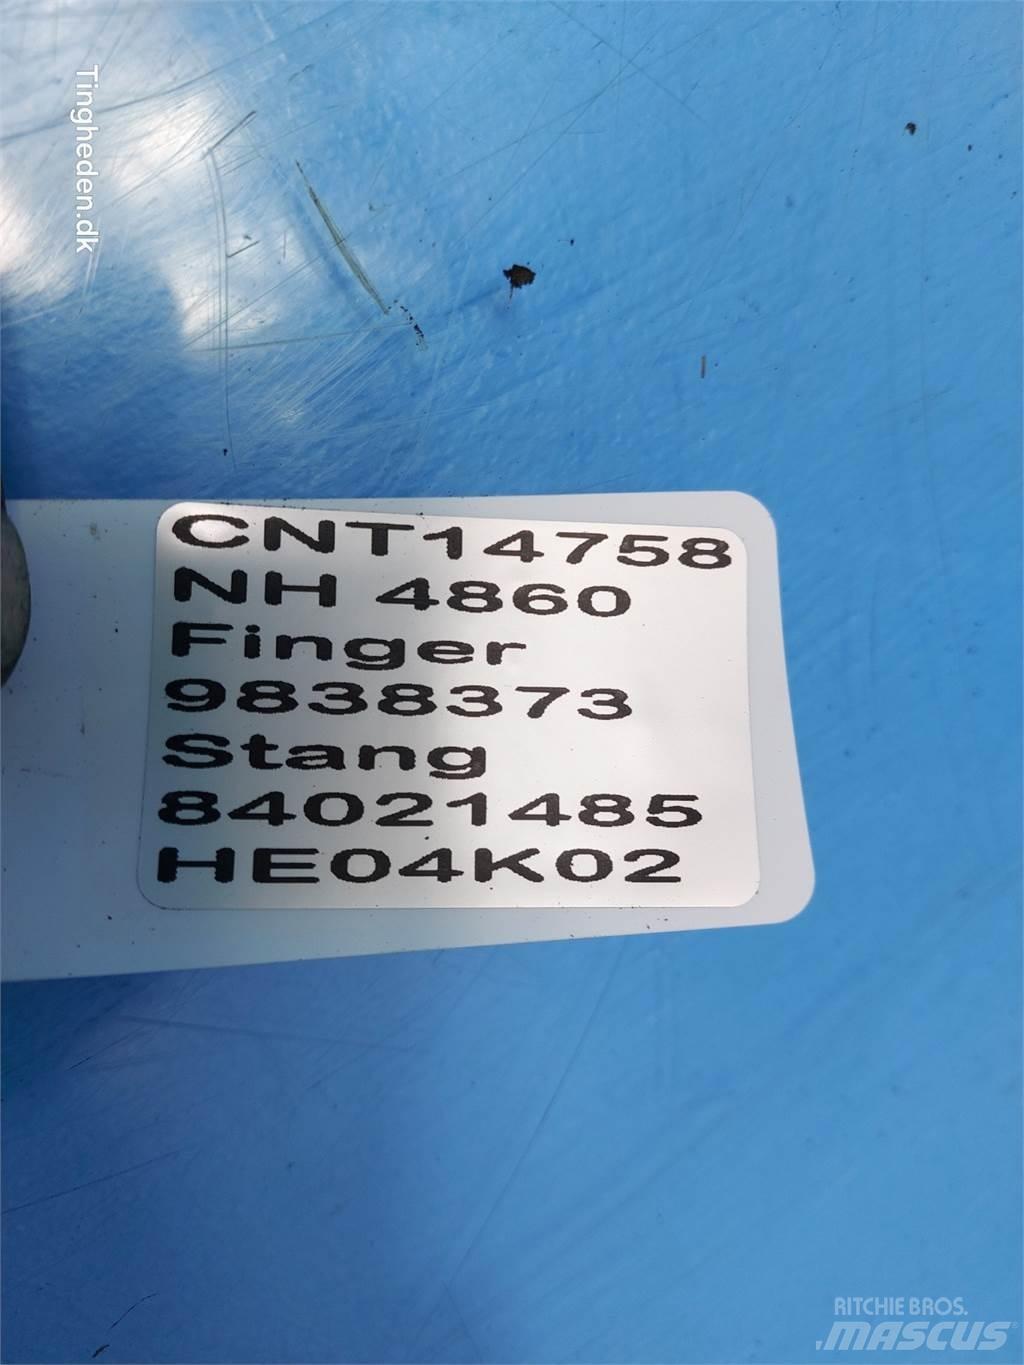 Tingheden.dk
CNT14758
NH 4860
Finger
9838373
Stang
84021485
HE04K02
RITCHIE BROS.
MASCUS